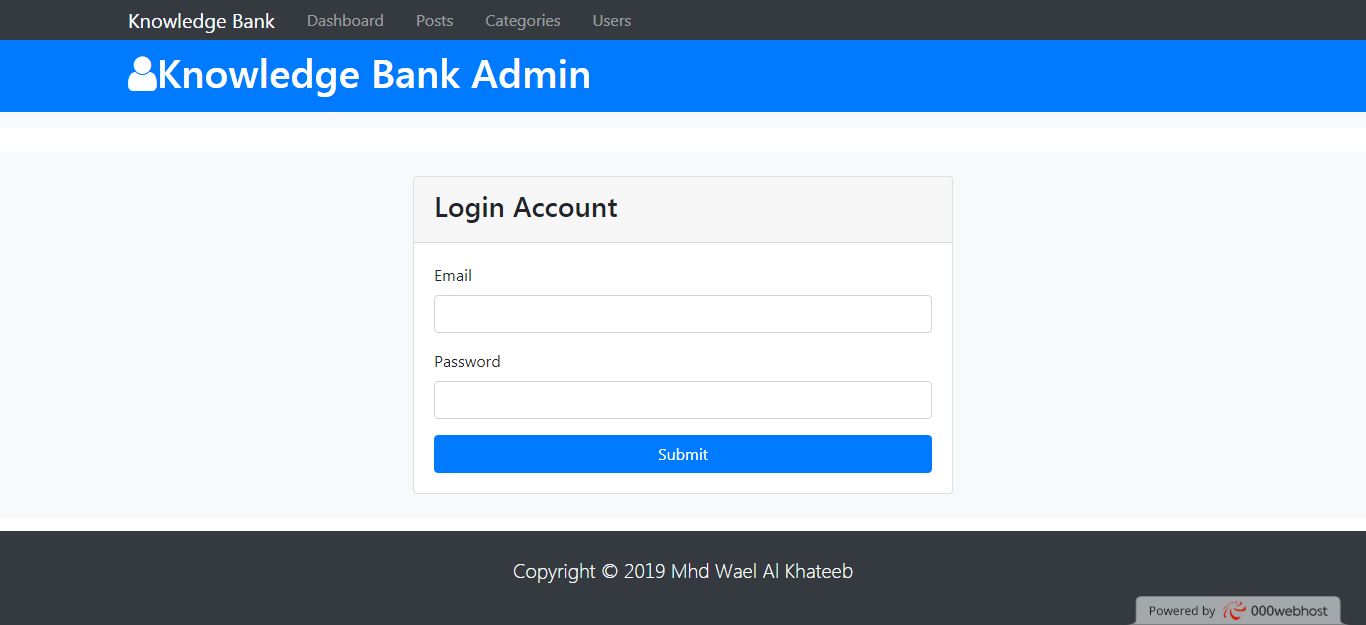 Knowledge Bank Dashboard Posts Categories Users
Knowledge Bank Admin
Login Account
Email
Password
Submit
Copyright © 2019 Mhd Wael Al Khateeb
Powered by 000webhost